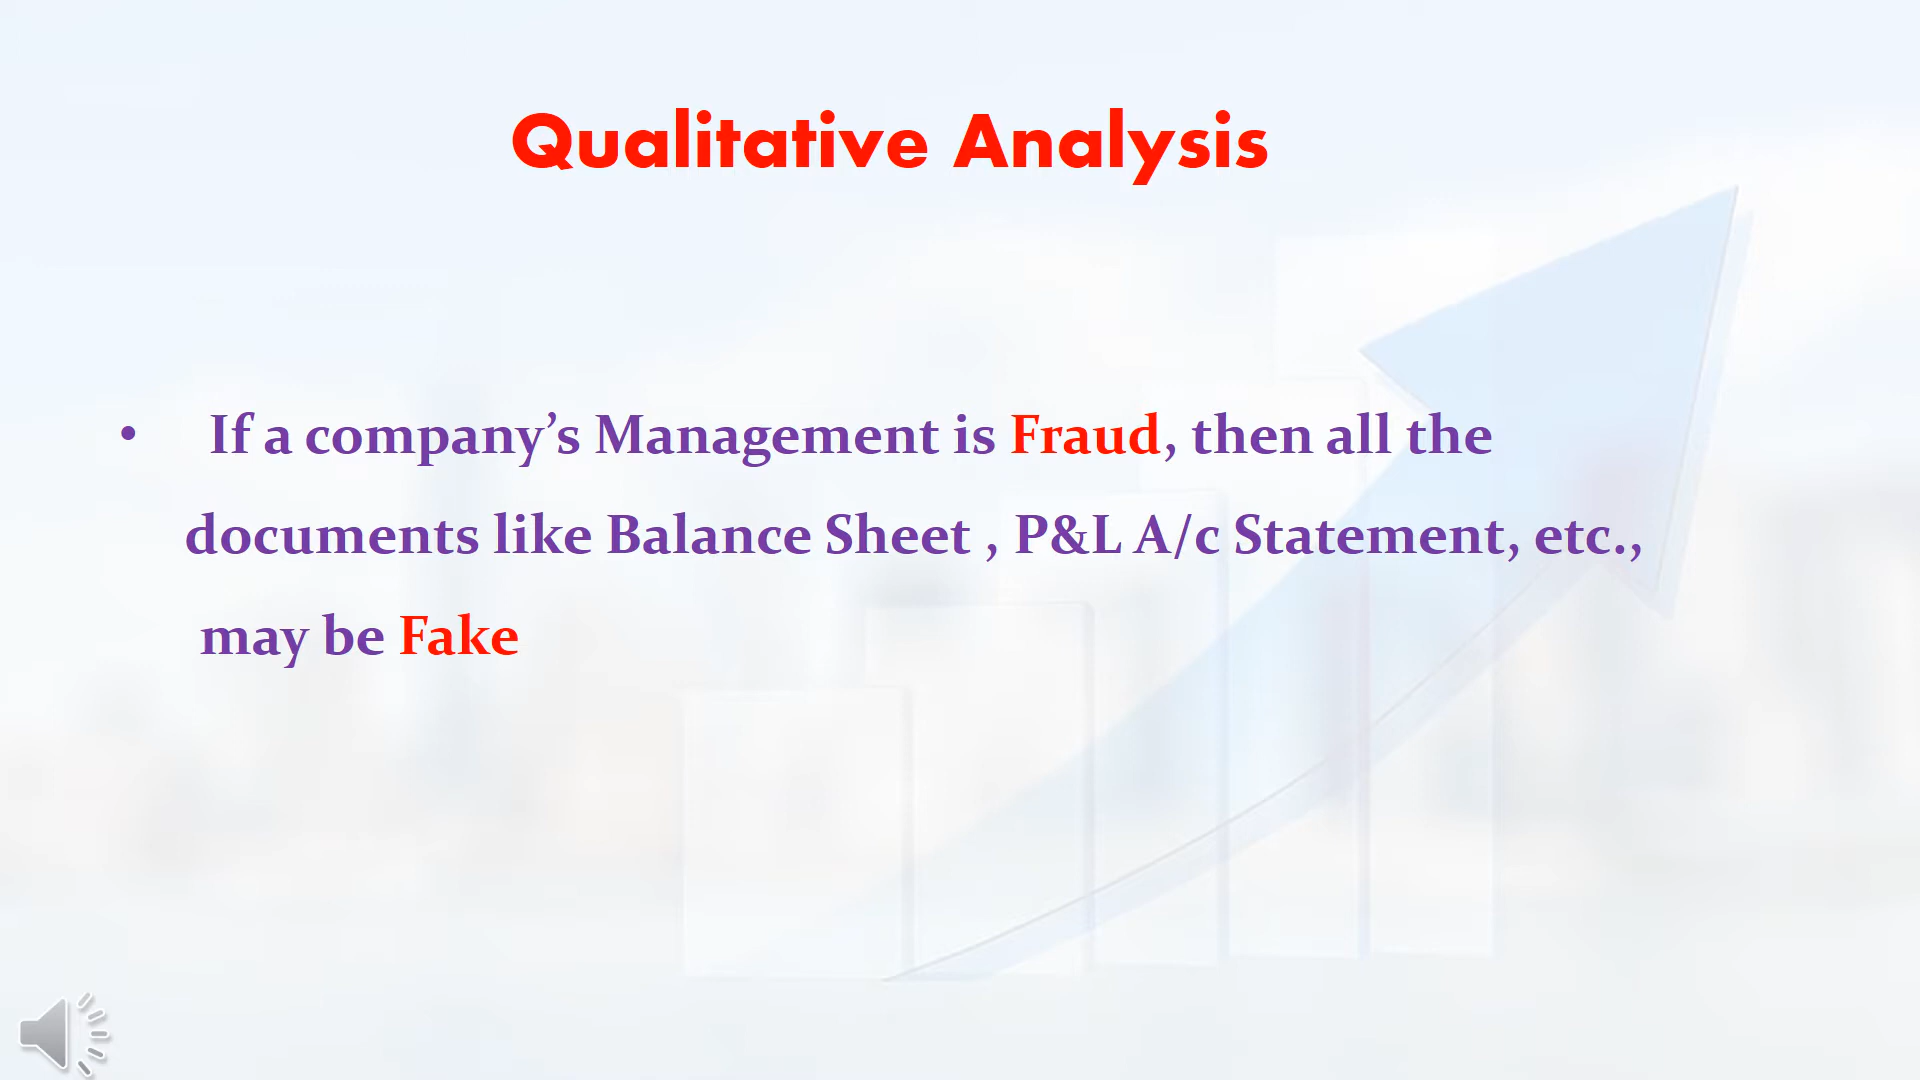 Qualitative Analysis
• If a company’s Management is Fraud, then all the
documents like Balance Sheet , P&L A/c Statement, etc.,
may be Fake